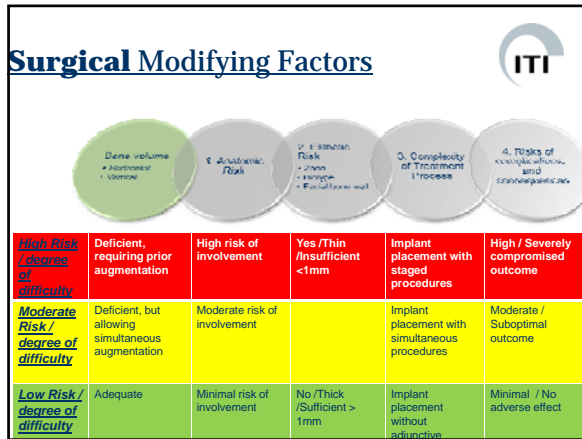 Surgical Modifying Factors
ITI
Bone volume
• Horizontal
• Vertical
1. Anatomic
Risk
2. Esthetic
Risk
• Zone
• Biotype
• Facial bone wall
3. Complexity
of Treatment
Process
4. Risks of
complications
and
consequences
High Risk
/ degree
of
difficulty
Deficient,
requiring prior
augmentation
High risk of
involvement
Yes /Thin
/Insufficient
<1mm
Implant
placement with
staged
procedures
High / Severely
compromised
outcome
Moderate
Risk /
degree of
difficulty
Deficient, but
allowing
simultaneous
augmentation
Moderate risk of
involvement
Implant
placement with
simultaneous
procedures
Moderate /
Suboptimal
outcome
Low Risk /
degree of
difficulty
Adequate
Minimal risk of
involvement
No /Thick
/Sufficient >
1mm
Implant
placement
without
adjunctive
Minimal / No
adverse effect